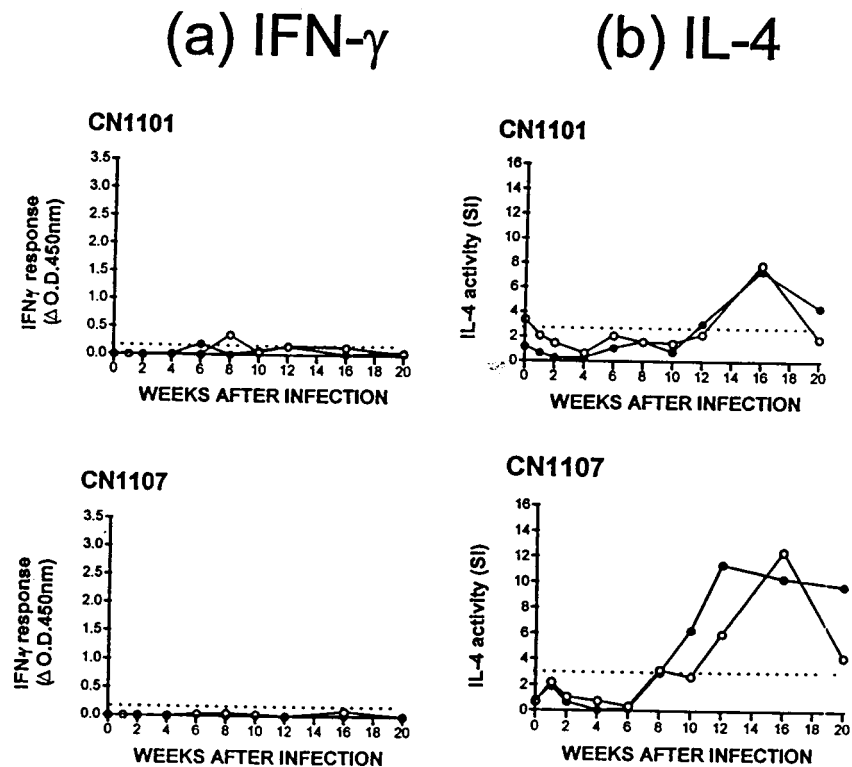 (a) IFN-γ
(b) IL-4
CN1101
3.5
3.0
2.5
2.0
1.5
1.0
0.5
0.0
IFNγ response
(Δ O.D.450nm)
0 2 4 6 8 10 12 14 16 18 20
WEEKS AFTER INFECTION
CN1101
16
14
12
10
8
6
4
2
0
IL-4 activity (SI)
0 2 4 6 8 10 12 14 16 18 20
WEEKS AFTER INFECTION
CN1107
3.5
3.0
2.5
2.0
1.5
1.0
0.5
0.0
IFNγ response
(Δ O.D.450nm)
0 2 4 6 8 10 12 14 16 18 20
WEEKS AFTER INFECTION
CN1107
16
14
12
10
8
6
4
2
0
IL-4 activity (SI)
0 2 4 6 8 10 12 14 16 18 20
WEEKS AFTER INFECTION